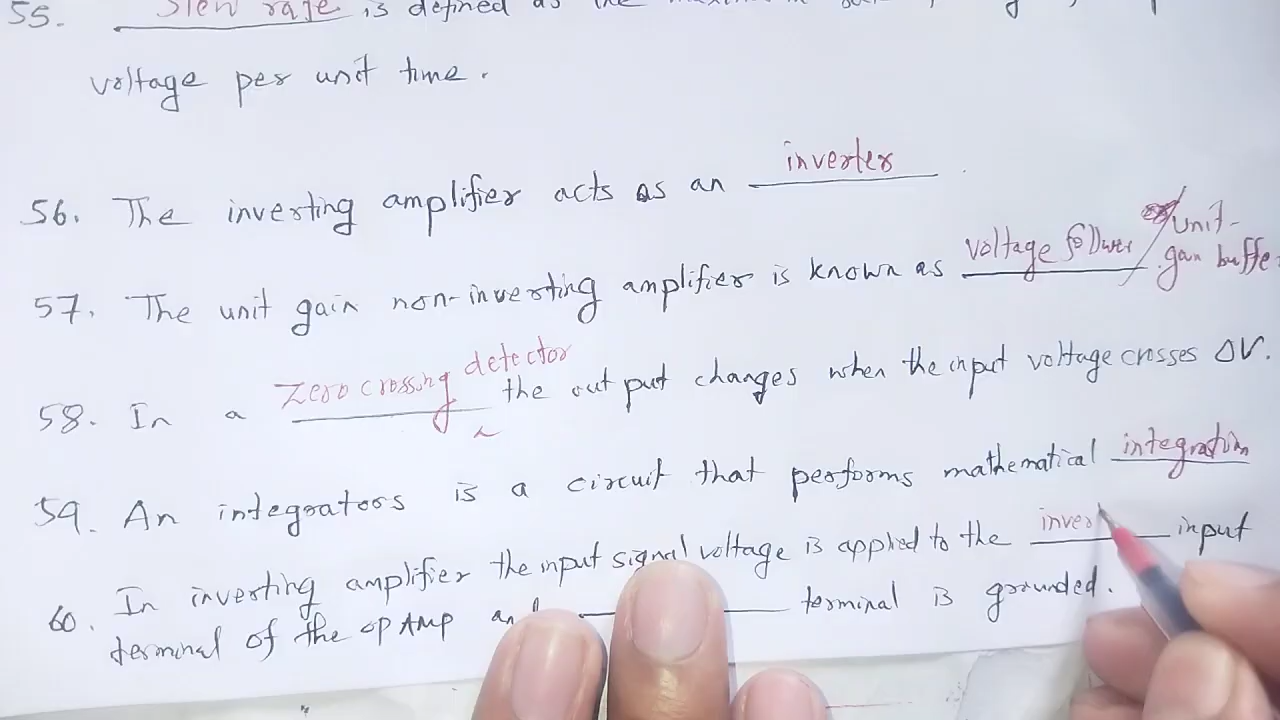 55. Slew rate is defined as the
voltage per unit time.
56. The inverting amplifier acts as an inverter
57. The unit gain non-inverting amplifier is known as voltage follower / unit-
gain buffe
58. In a Zero crossing detector the output changes when the input voltage crosses 0V.
59. An integrators is a circuit that performs mathematical integration
60. In inverting amplifier the input signal voltage is applied to the inver input
terminal of the OP AMP and terminal is grounded.